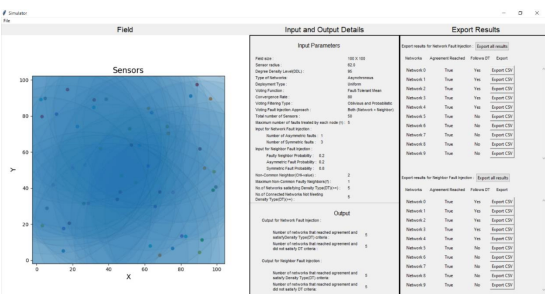 Simulator
File
Field
Input and Output Details
Export Results
Sensors
100
80
60
40
20
0
Y
0 20 40 60 80 100
X
Input Parameters
Field size : 100 X 100
Sensor radius : 62.0
Degree Density Level(DDL) : 90
Type of Networks : Asynchronous
Deployment Type : Uniform
Voting Function : Fault Tolerant Mean
Convergence Rate : 90
Voting Filtering Type : Oblivious and Probabilistic
Voting Fault Injection Approach : Both (Network + Neighbor)
Total number of Sensors : 50
Maximum number of faults treated by each node (t) : 5
Input for Network Fault Injection :
Number of Asymmetric faults : 1
Number of Symmetric faults : 3
Input for Neighbor Fault Injection :
Faulty Neighbor Probability : 0.2
Asymmetric Fault Probability : 0.2
Symmetric Fault Probability : 0.8
Non-Common Neighbor(CHI-value) : 2
Maximum Non Common Faulty Neighbors(f) : 1
No of Networks satisfying Density Type(DT)(>=) : 5
No of Connected Networks Not Meeting
Density Type(DT)(>=) : 5
Output
Output for Network Fault Injection :
Number of networks that reached agreement and
satisfy Density Type(DT) criteria : 5
Number of networks that reached agreement and
did not satisfy DT criteria : 5
Output for Neighbor Fault Injection :
Number of networks that reached agreement and
satisfy Density Type(DT) criteria : 5
Number of networks that reached agreement and
did not satisfy DT criteria : 5
Export results for Network Fault Injection : Export all results
Networks Agreement Reached Follows DT Export
Network 0 True Yes Export CSV
Network 1 True Yes Export CSV
Network 2 True Yes Export CSV
Network 3 True Yes Export CSV
Network 4 True Yes Export CSV
Network 5 True No Export CSV
Network 6 True No Export CSV
Network 7 True No Export CSV
Network 8 True No Export CSV
Network 9 True No Export CSV
Export results for Neighbor Fault Injection : Export all results
Networks Agreement Reached Follows DT Export
Network 0 True Yes Export CSV
Network 1 True Yes Export CSV
Network 2 True Yes Export CSV
Network 3 True Yes Export CSV
Network 4 True Yes Export CSV
Network 5 True No Export CSV
Network 6 True No Export CSV
Network 7 True No Export CSV
Network 8 True No Export CSV
Network 9 True No Export CSV